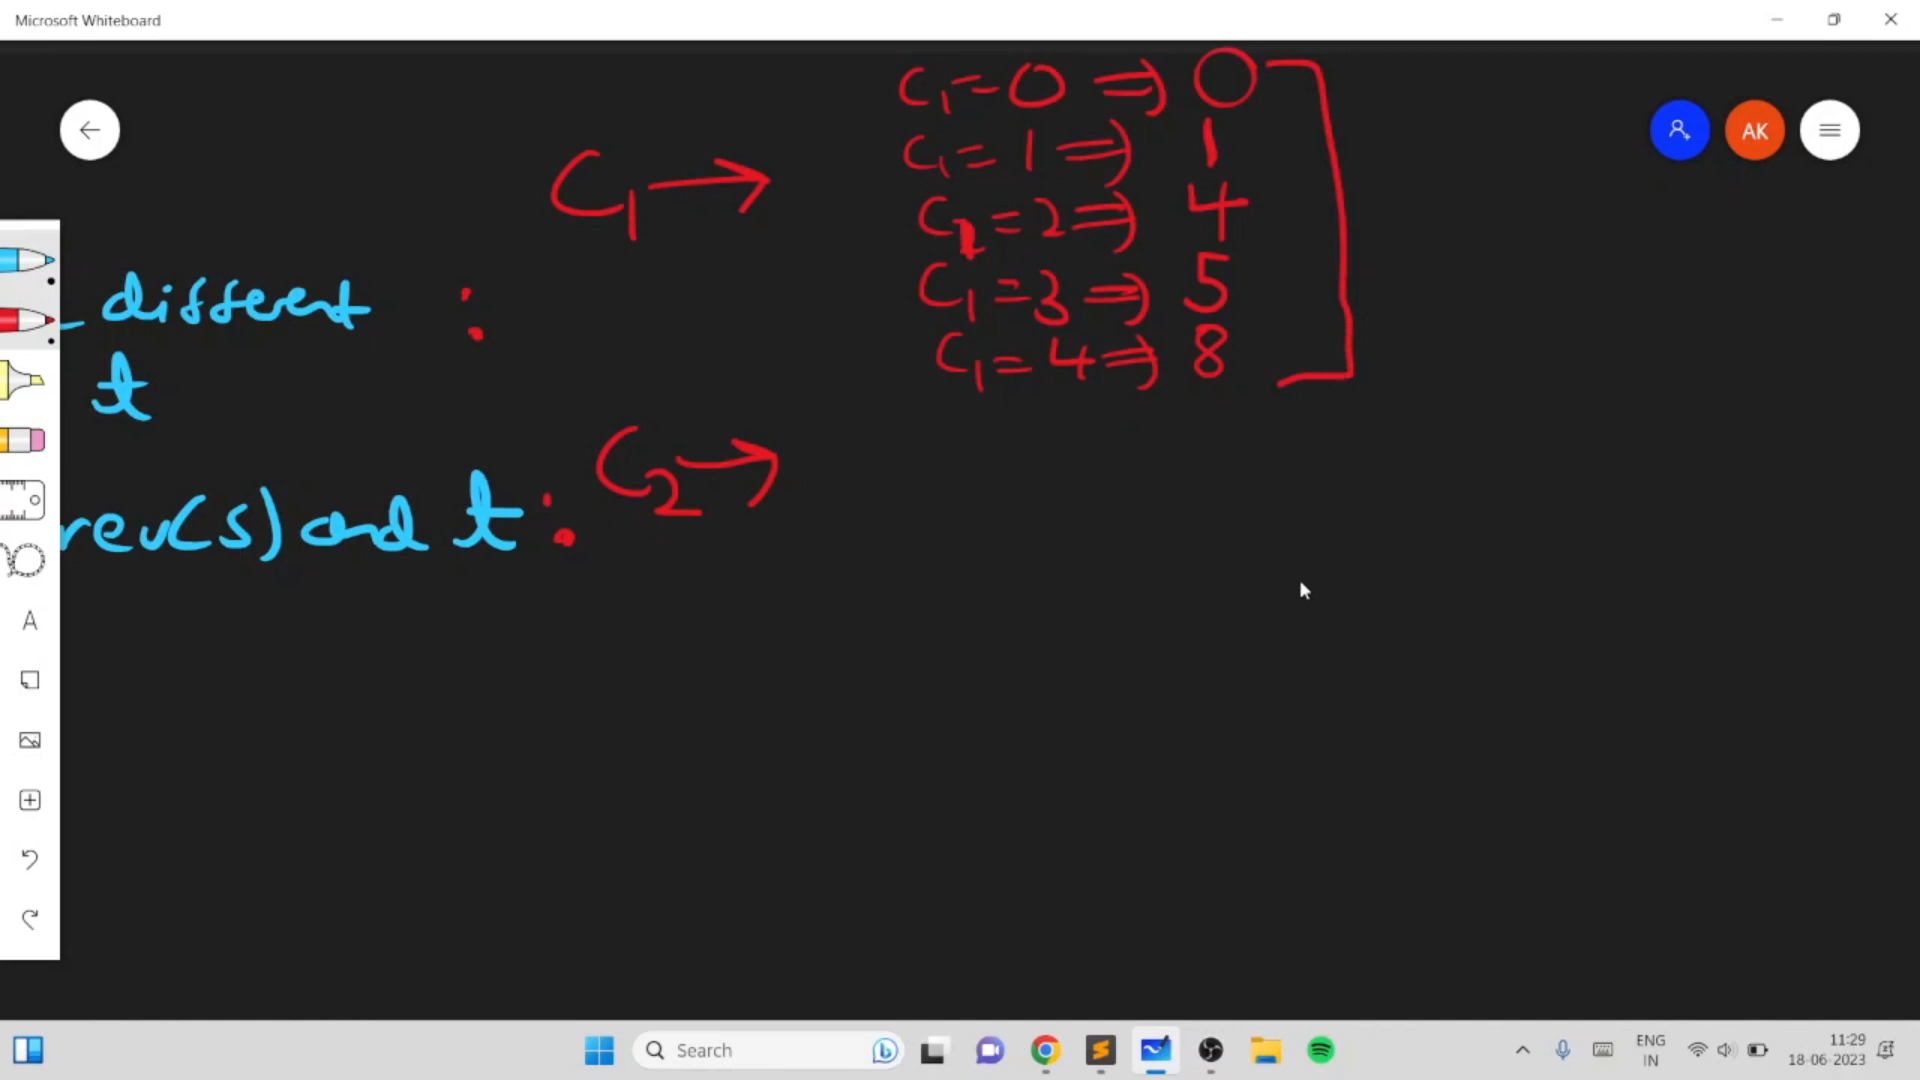 Microsoft Whiteboard
C₁ →
C₁ = 0 ⇒ 0
C₁ = 1 ⇒ 1
C₁ = 2 ⇒ 4
C₁ = 3 ⇒ 5
C₁ = 4 ⇒ 8
AK
different :
t
C₂ →
rev(s) and t :
A
Search
ENG
IN
11:29
18-06-2023